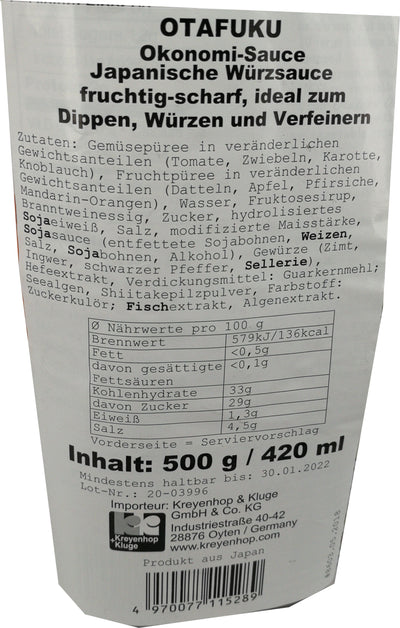 OTAFUKU
Okonomi-Sauce
Japanische Würzsauce
fruchtig-scharf, ideal zum
Dippen, Würzen und Verfeinern
Zutaten: Gemüsepüree in veränderlichen
Gewichtsanteilen (Tomate, Zwiebeln, Karotte,
Knoblauch), Fruchtpüree in veränderlichen
Gewichtsanteilen (Datteln, Apfel, Pfirsiche,
Mandarin-Orangen), Wasser, Fruktosesirup,
Branntweinessig, Zucker, hydrolisiertes
Sojaeiweiß, Salz, modifizierte Maisstärke,
Sojasauce (entfettete Sojabohnen, Weizen,
Salz, Sojabohnen, Alkohol), Gewürze (Zimt,
Ingwer, schwarzer Pfeffer, Sellerie),
Hefeextrakt, Verdickungsmittel: Guarkernmehl;
Seealgen, Shiitakepilzpulver, Farbstoff:
Zuckerkulör; Fischextrakt, Algenextrakt.
Ø Nährwerte pro 100 g
Brennwert 579kJ/136kcal
Fett <0,5g
davon gesättigte <0,1g
Fettsäuren
Kohlenhydrate 33g
davon Zucker 29g
Eiweiß 1,3g
Salz 4,5g
Vorderseite = Serviervorschlag
Inhalt: 500 g / 420 ml
Mindestens haltbar bis: 30.01.2022
Lot-Nr.: 20-03996
Importeur: Kreyenhop & Kluge
GmbH & Co. KG
Industriestraße 40-42
28876 Oyten / Germany
www.kreyenhop.com
Kreyenhop
+Kluge
Produkt aus Japan
4 970077 115289